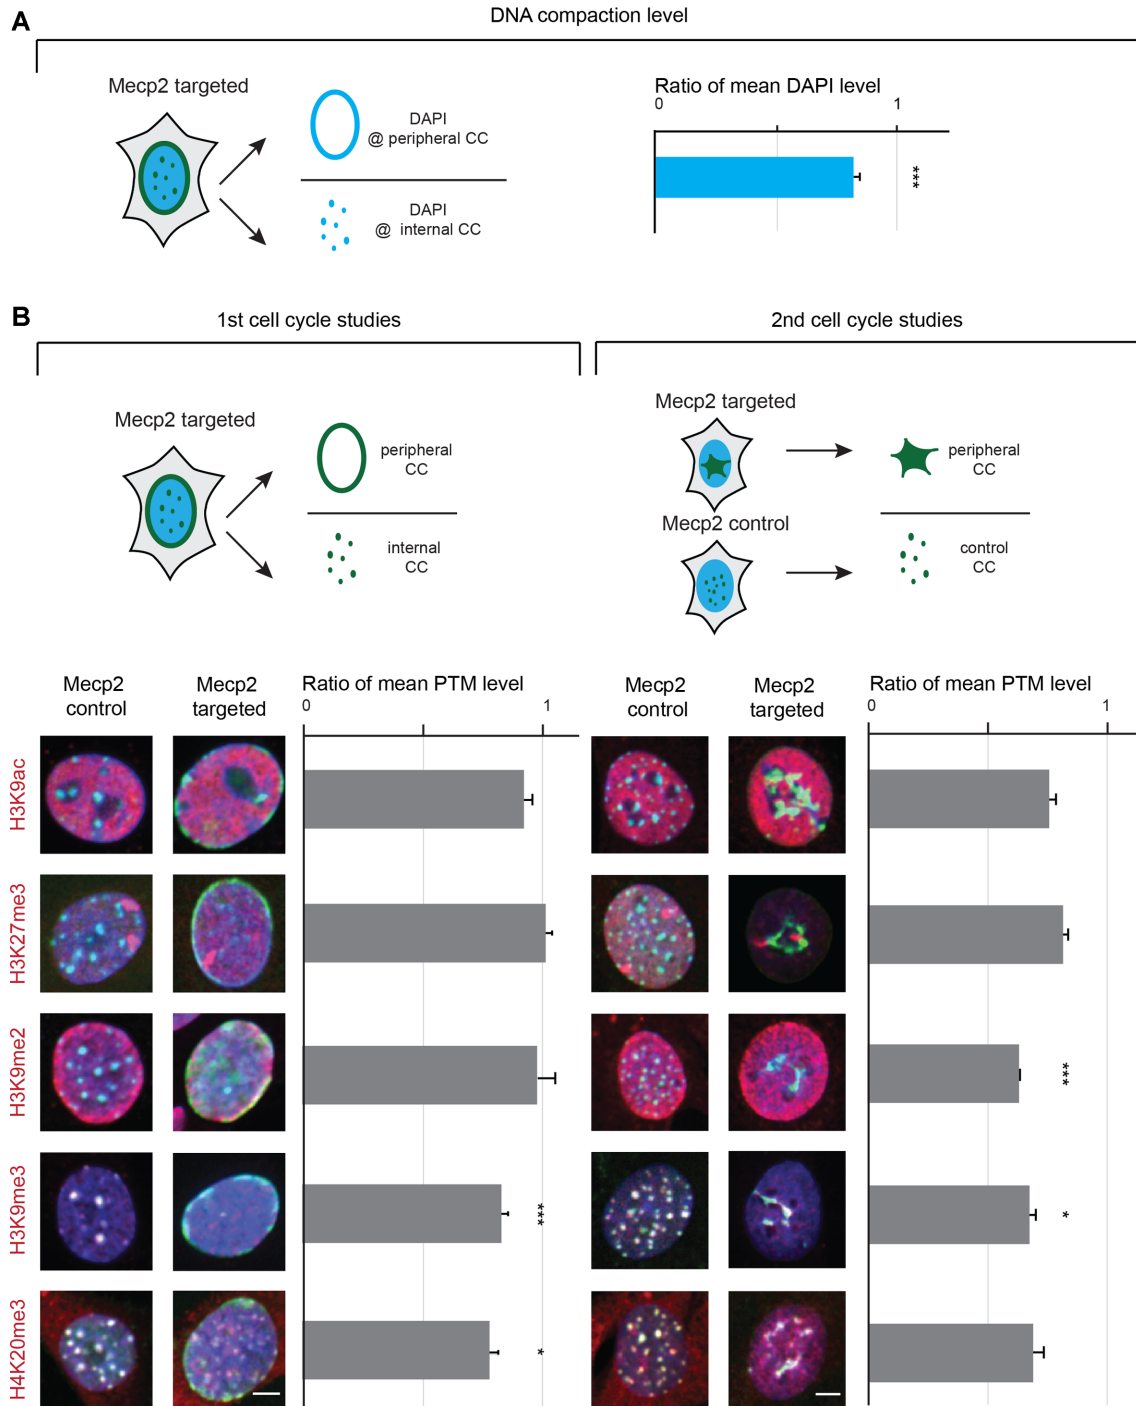 A
DNA compaction level
Mecp2 targeted
DAPI
@ peripheral CC
DAPI
@ internal CC
Ratio of mean DAPI level
0 1
***
B
1st cell cycle studies
Mecp2 targeted
peripheral
CC
internal
CC
2nd cell cycle studies
Mecp2 targeted
peripheral
CC
Mecp2 control
control
CC
Mecp2
control
Mecp2
targeted
Ratio of mean PTM level
0 1
Mecp2
control
Mecp2
targeted
Ratio of mean PTM level
0 1
H3K9ac
H3K27me3
H3K9me2
***
H3K9me3
***
*
H4K20me3
*